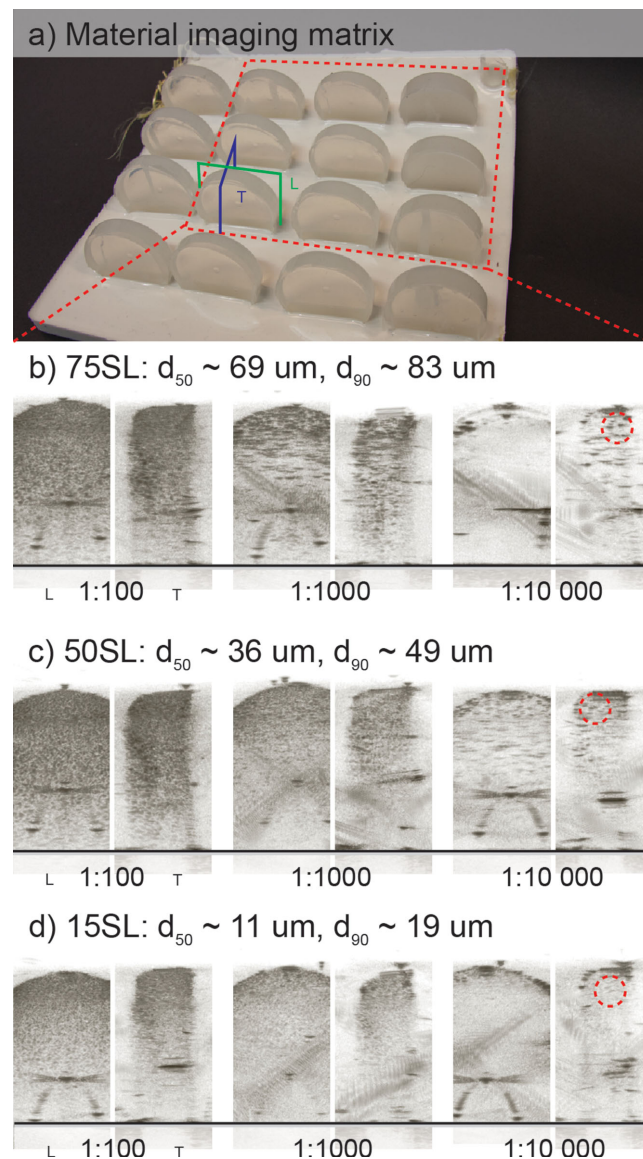 a) Material imaging matrix
L
T
b) 75SL: d₅₀ ~ 69 um, d₉₀ ~ 83 um
L 1:100 T 1:1000 1:10 000
c) 50SL: d₅₀ ~ 36 um, d₉₀ ~ 49 um
L 1:100 T 1:1000 1:10 000
d) 15SL: d₅₀ ~ 11 um, d₉₀ ~ 19 um
L 1:100 T 1:1000 1:10 000